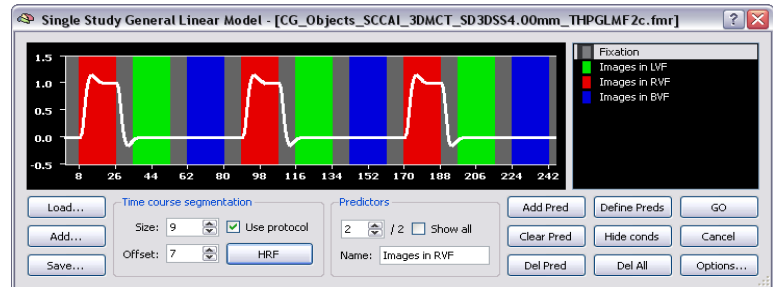 Single Study General Linear Model - [CG_Objects_SCCAI_3DMCT_SD3DSS4.00mm_THPGLMF2c.fmr]
1.5
1.0
0.5
0.0
-0.5
8 26 44 62 80 98 116 134 152 170 188 206 224 242
Fixation
Images in LVF
Images in RVF
Images in BVF
Load...
Add...
Save...
Time course segmentation
Size: 9 Use protocol
Offset: 7 HRF
Predictors
2 / 2 Show all
Name: Images in RVF
Add Pred Define Preds GO
Clear Pred Hide conds Cancel
Del Pred Del All Options...